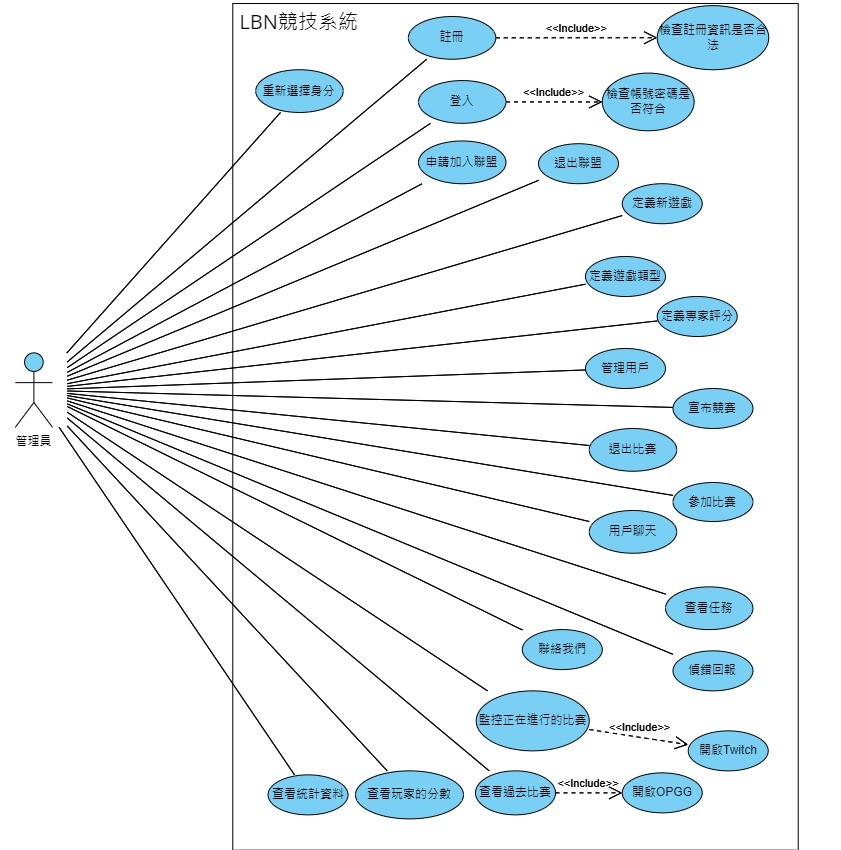 LBN競技系統
註冊
<<Include>>
檢查註冊資訊是否合
法
重新選擇身分
登入
<<Include>>
檢查帳號密碼是
否符合
申請加入聯盟
退出聯盟
定義新遊戲
定義遊戲類型
定義專家評分
管理用戶
宣布競賽
管理員
退出比賽
參加比賽
用戶聊天
查看任務
聯絡我們
偵錯回報
監控正在進行的比賽
<<Include>>
開啟Twitch
查看統計資料
查看玩家的分數
查看過去比賽
<<Include>>
開啟OPGG